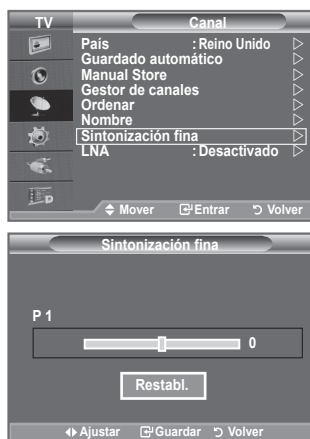 TV Canal
País : Reino Unido
Guardado automático
Manual Store
Gestor de canales
Ordenar
Nombre
Sintonización fina
LNA : Desactivado
Mover Entrar Volver
Sintonización fina
P 1
0
Restabl.
Ajustar Guardar Volver